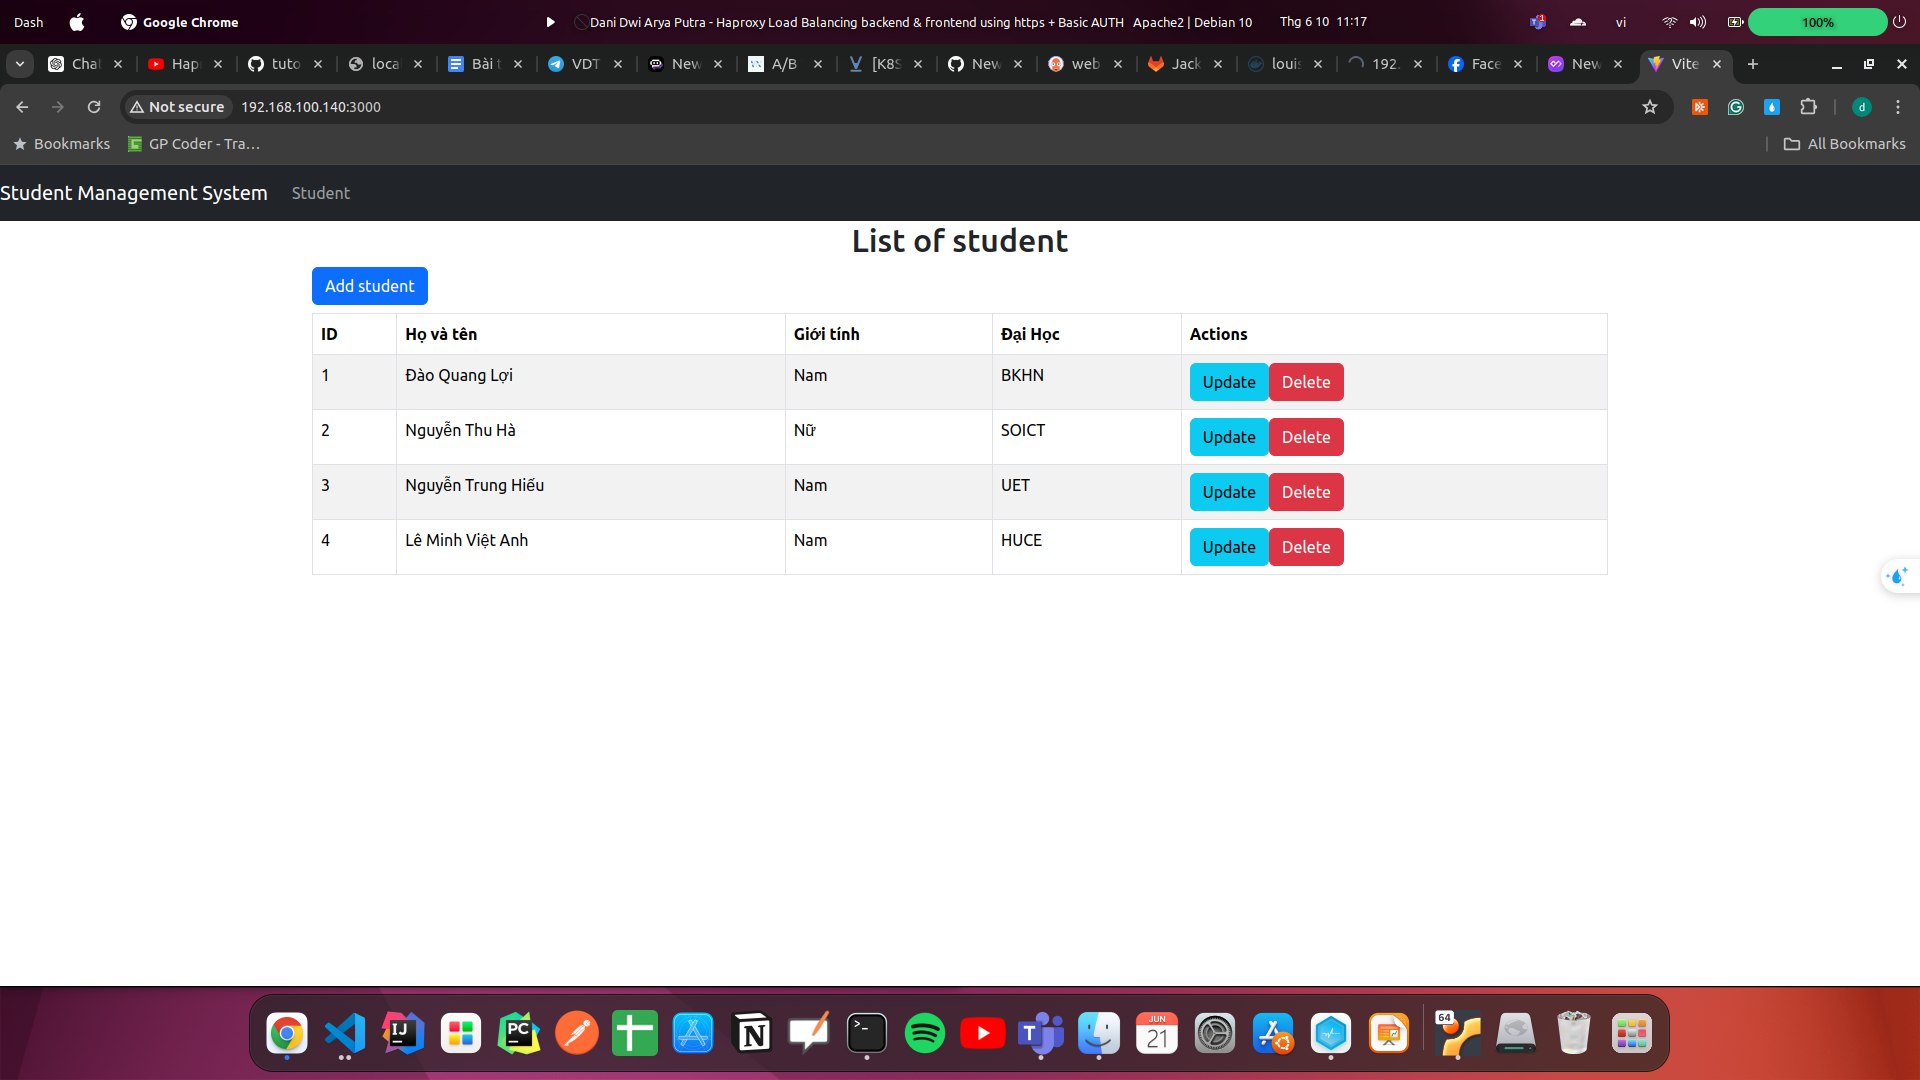 Dash Google Chrome Dani Dwi Arya Putra - Haproxy Load Balancing backend & frontend using https + Basic AUTH Apache2 | Debian 10 Thg 6 10 11:17 1 vi 100%
Chat Hap tuto loca Bài t VDT New A/B [K8S New web Jack louis 192. Face New Vite
Not secure 192.168.100.140:3000 d
Bookmarks GP Coder - Tra… All Bookmarks
Student Management System Student
List of student
Add student
ID Họ và tên Giới tính Đại Học Actions
1 Đào Quang Lợi Nam BKHN Update Delete
2 Nguyễn Thu Hà Nữ SOICT Update Delete
3 Nguyễn Trung Hiếu Nam UET Update Delete
4 Lê Minh Việt Anh Nam HUCE Update Delete
IJ PC N >_ T JUN 21 64